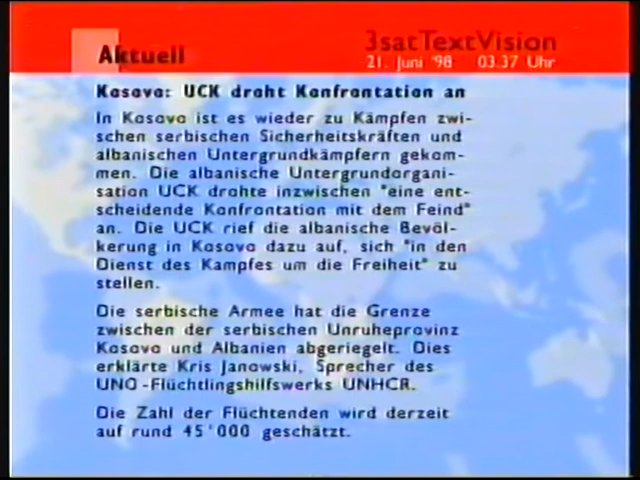 Aktuell
3satTextVision
21. Juni '98 03.37 Uhr
Kosovo: UCK droht Konfrontation an
In Kosovo ist es wieder zu Kämpfen zwi-
schen serbischen Sicherheitskräften und
albanischen Untergrundkämpfern gekom-
men. Die albanische Untergrundorgani-
sation UCK drohte inzwischen "eine ent-
scheidende Konfrontation mit dem Feind"
an. Die UCK rief die albanische Bevöl-
kerung in Kosovo dazu auf, sich "in den
Dienst des Kampfes um die Freiheit" zu
stellen.
Die serbische Armee hat die Grenze
zwischen der serbischen Unruheprovinz
Kosovo und Albanien abgeriegelt. Dies
erklärte Kris Janowski, Sprecher des
UNO-Flüchtlingshilfswerks UNHCR.
Die Zahl der Flüchtenden wird derzeit
auf rund 45'000 geschätzt.